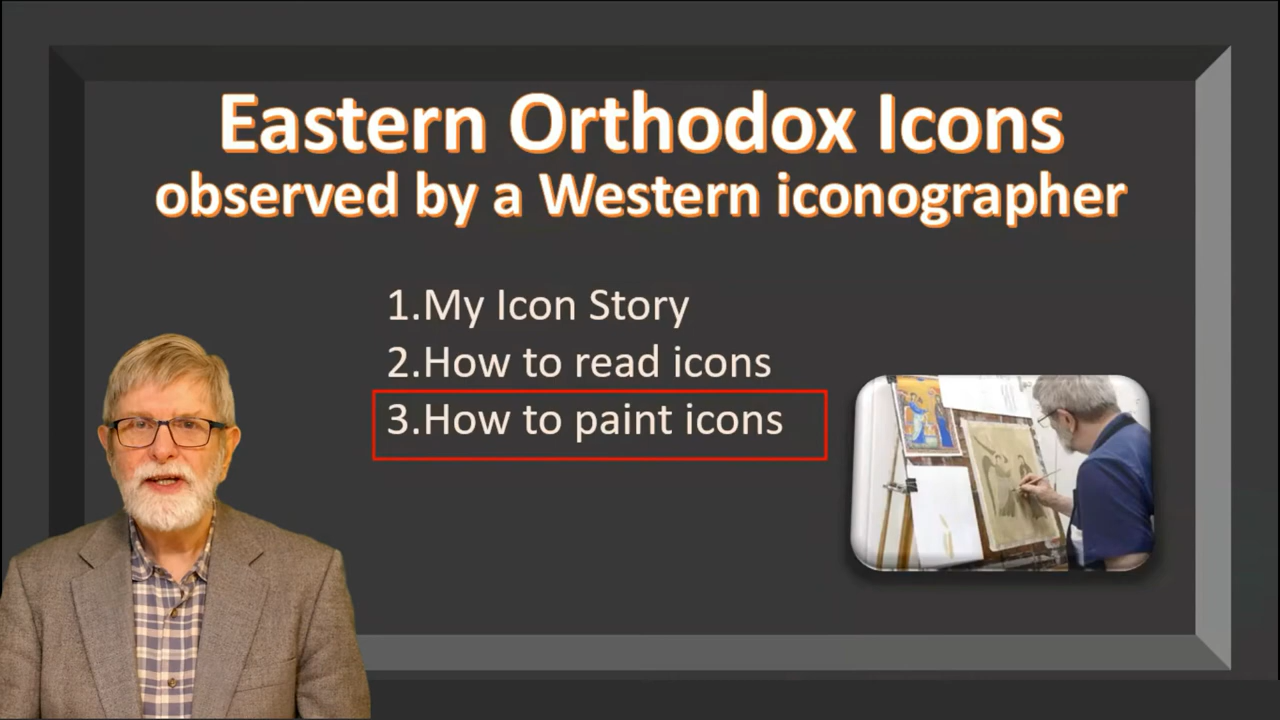 Eastern Orthodox Icons
observed by a Western iconographer
1.My Icon Story
2.How to read icons
3.How to paint icons